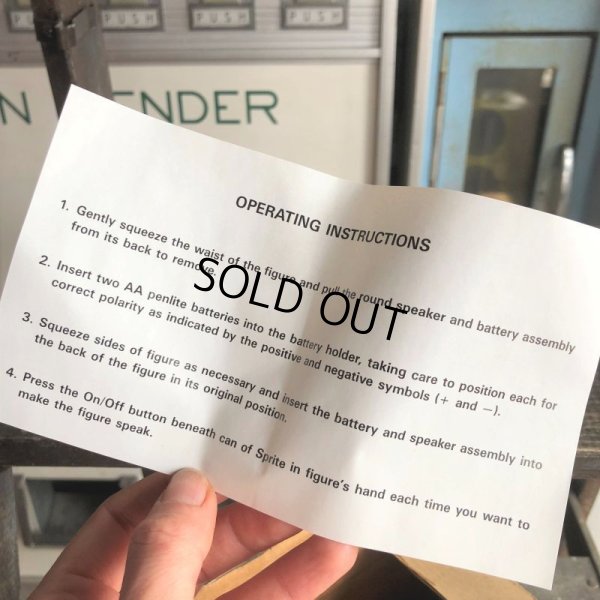 PUSH PUSH PUSH PUSH
N ENDER
OPERATING INSTRUCTIONS
1. Gently squeeze the waist of the figure and pull the round speaker and battery assembly
from its back to remove.
2. Insert two AA penlite batteries into the battery holder, taking care to position each for
correct polarity as indicated by the positive and negative symbols (+ and —).
3. Squeeze sides of figure as necessary and insert the battery and speaker assembly into
the back of the figure in its original position.
4. Press the On/Off button beneath can of Sprite in figure's hand each time you want to
make the figure speak.
SOLD OUT